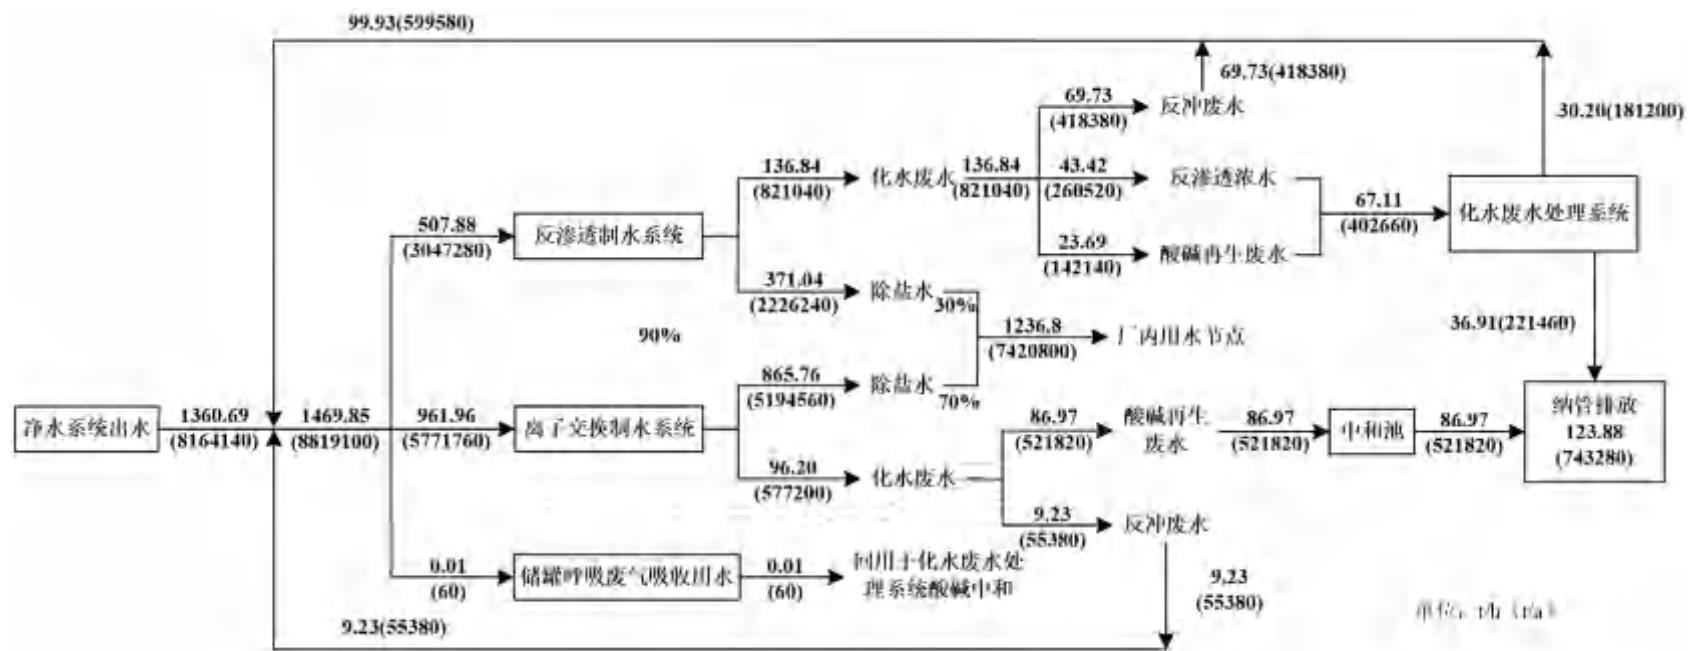 99.93(599580)
69.73(418380)
30.20(181200)
69.73
(418380)
反冲废水
136.84
(821040)
化水废水
136.84
(821040)
43.42
(260520)
反渗透浓水
67.11
(402660)
化水废水处理系统
507.88
(3047280)
反渗透制水系统
23.69
(142140)
酸碱再生废水
371.04
(2226240)
除盐水
30%
90%
1236.8
(7420800)
厂内用水节点
36.91(221460)
865.76
(5194560)
除盐水
70%
净水系统出水
1360.69
(8164140)
1469.85
(8819100)
961.96
(5771760)
离子交换制水系统
86.97
(521820)
酸碱再生
废水
86.97
(521820)
中和池
86.97
(521820)
纳管排放
123.88
(743280)
96.20
(577200)
化水废水
9.23
(55380)
反冲废水
0.01
(60)
储罐呼吸废气吸收用水
0.01
(60)
回用于化水废水处
理系统酸碱中和
9.23
(55380)
9.23(55380)
单位：t/h（t/a）